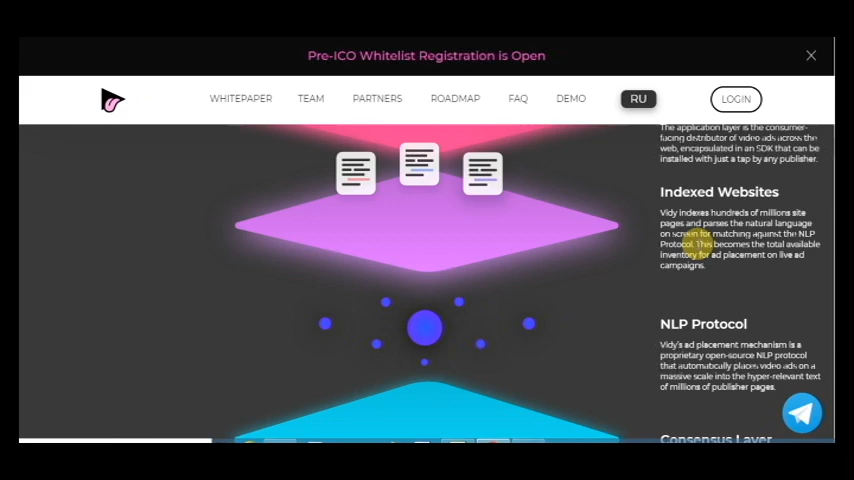 Pre-ICO Whitelist Registration is Open
WHITEPAPER TEAM PARTNERS ROADMAP FAQ DEMO RU LOGIN
The application layer is the consumer-
facing distributor of video ads across the
web, encapsulated in an SDK that can be
installed with just a tap by any publisher.
Indexed Websites
Vidy indexes hundreds of millions site
pages and parses the natural language
on screen for matching against the NLP
Protocol. This becomes the total available
inventory for ad placement on live ad
campaigns.
NLP Protocol
Vidy's ad placement mechanism is a
proprietary open-source NLP protocol
that automatically places video ads on a
massive scale into the hyper-relevant text
of millions of publisher pages.
Consensus Layer